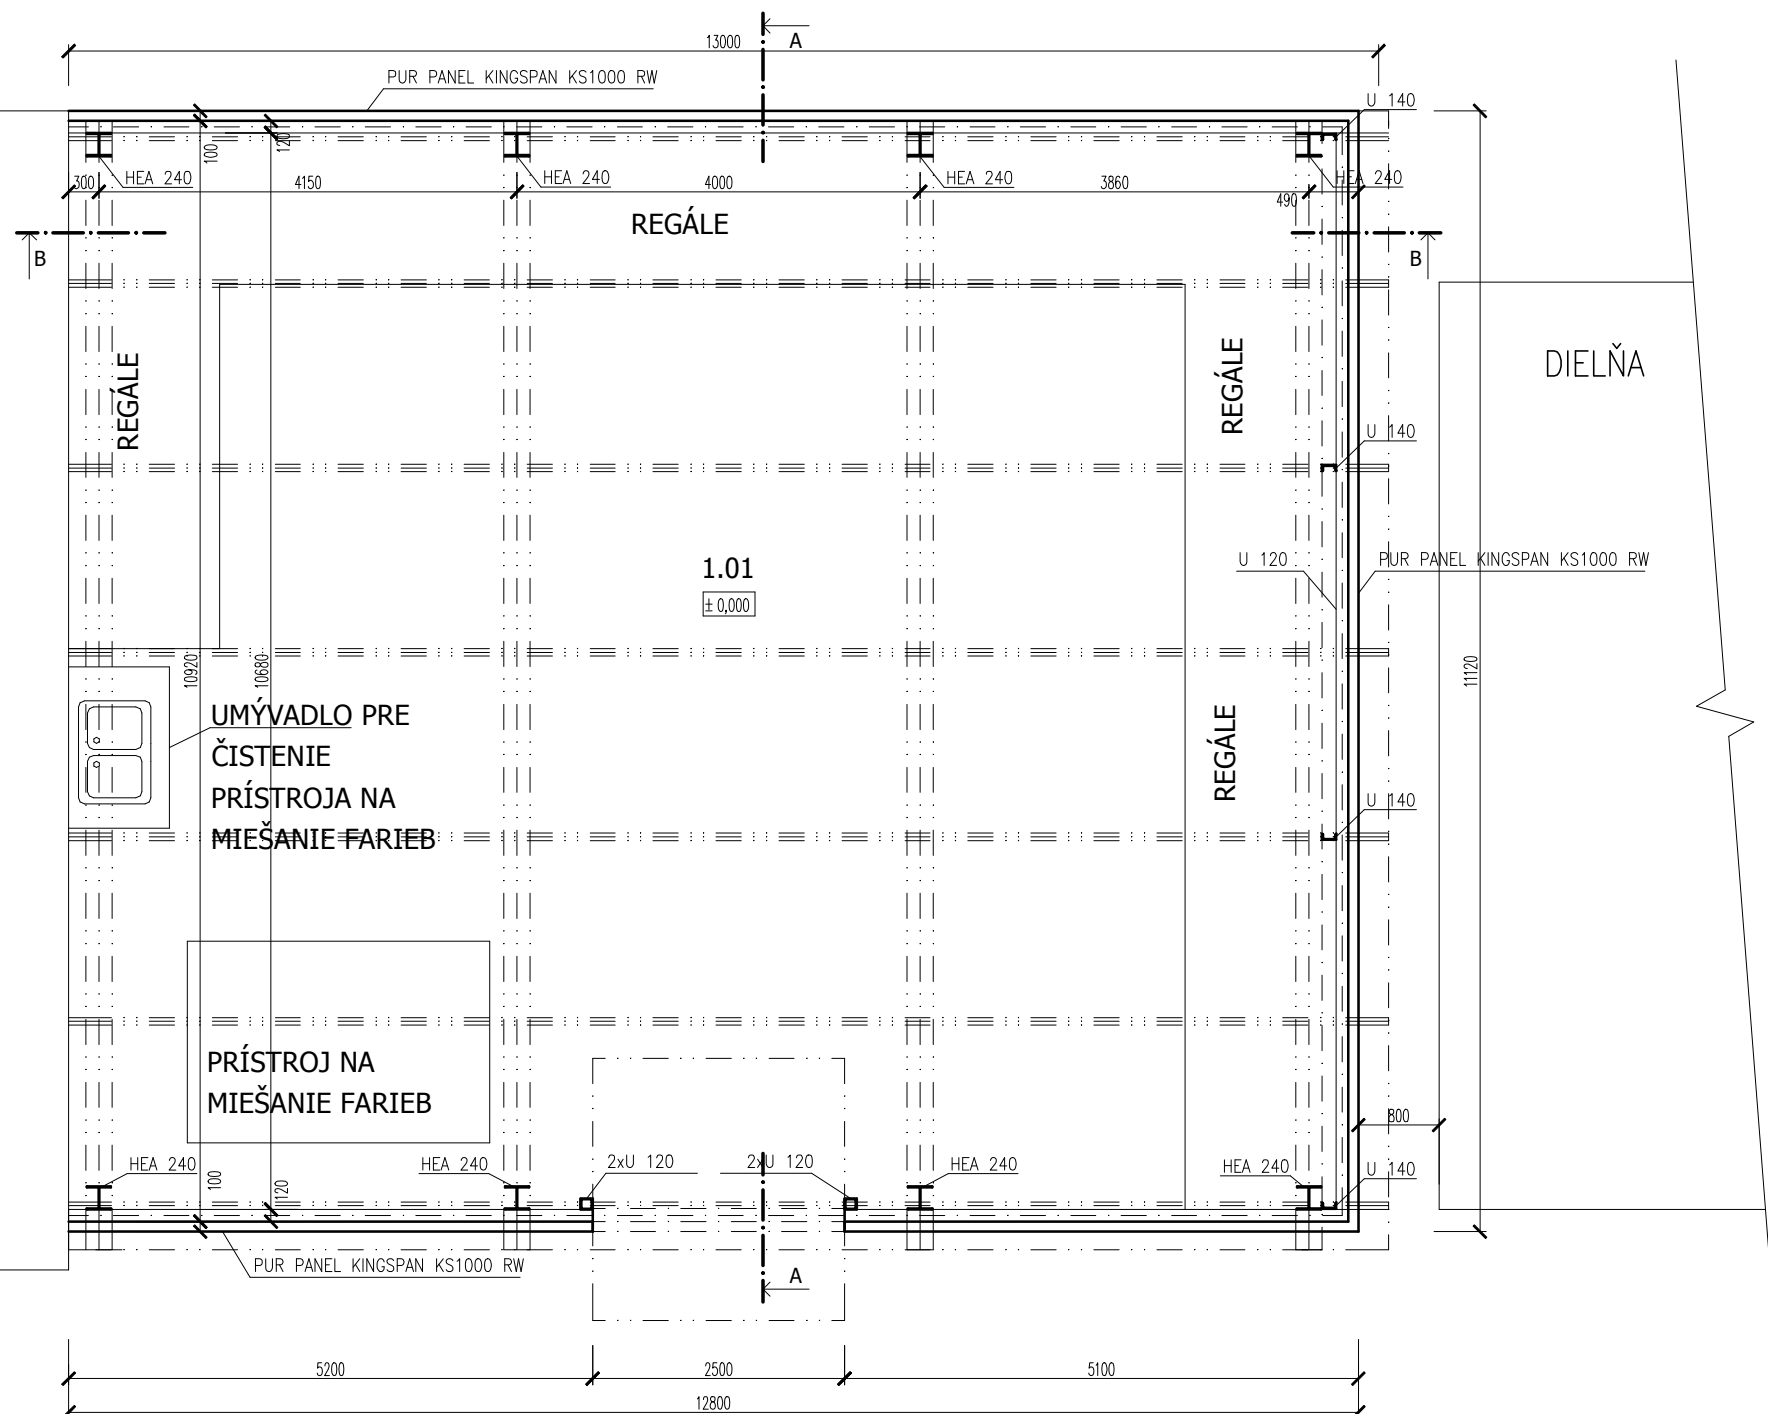 A
13000
PUR PANEL KINGSPAN KS1000 RW
U 140
100
120
300
HEA 240
4150
HEA 240
4000
HEA 240
3860
HEA 240
490
REGÁLE
B
B
REGÁLE
REGÁLE
DIELŇA
U 140
1.01
± 0,000
U 120
PUR PANEL KINGSPAN KS1000 RW
10920
10680
11120
UMÝVADLO PRE
ČISTENIE
PRÍSTROJA NA
MIEŠANIE FARIEB
REGÁLE
U 140
PRÍSTROJ NA
MIEŠANIE FARIEB
800
HEA 240
100
120
HEA 240
2xU 120
2xU 120
HEA 240
HEA 240
U 140
PUR PANEL KINGSPAN KS1000 RW
A
5200
2500
5100
12800